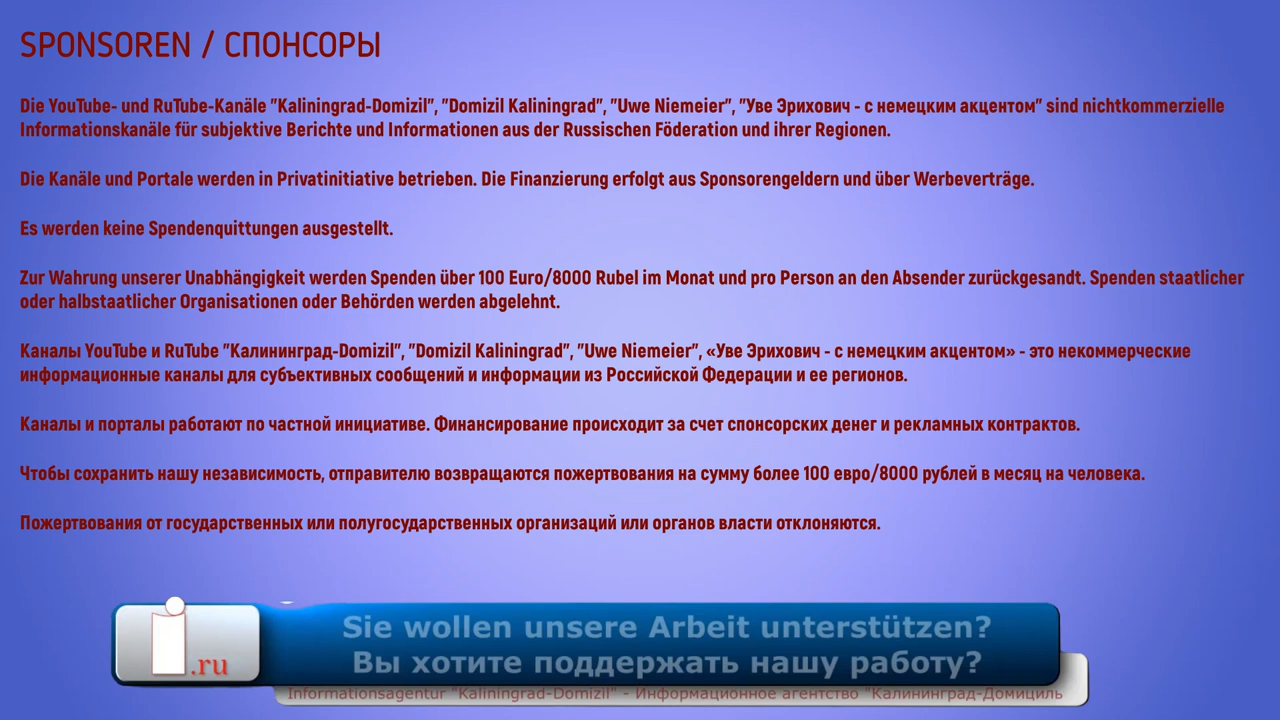 SPONSOREN / СПОНСОРЫ
Die YouTube- und RuTube-Kanäle "Kaliningrad-Domizil", "Domizil Kaliningrad", "Uwe Niemeier", "Уве Эрихович - с немецким акцентом" sind nichtkommerzielle
Informationskanäle für subjektive Berichte und Informationen aus der Russischen Föderation und ihrer Regionen.
Die Kanäle und Portale werden in Privatinitiative betrieben. Die Finanzierung erfolgt aus Sponsorengeldern und über Werbeverträge.
Es werden keine Spendenquittungen ausgestellt.
Zur Wahrung unserer Unabhängigkeit werden Spenden über 100 Euro/8000 Rubel im Monat und pro Person an den Absender zurückgesandt. Spenden staatlicher
oder halbstaatlicher Organisationen oder Behörden werden abgelehnt.
Каналы YouTube и RuTube "Калининград-Domizil", "Domizil Kaliningrad", "Uwe Niemeier", «Уве Эрихович - с немецким акцентом» - это некоммерческие
информационные каналы для субъективных сообщений и информации из Российской Федерации и ее регионов.
Каналы и порталы работают по частной инициативе. Финансирование происходит за счет спонсорских денег и рекламных контрактов.
Чтобы сохранить нашу независимость, отправителю возвращаются пожертвования на сумму более 100 евро/8000 рублей в месяц на человека.
Пожертвования от государственных или полугосударственных организаций или органов власти отклоняются.
Sie wollen unsere Arbeit unterstützen?
i.ru Вы хотите поддержать нашу работу?
Informationsagentur "Kaliningrad-Domizil" - Информационное агентство "Калининград-Домициль